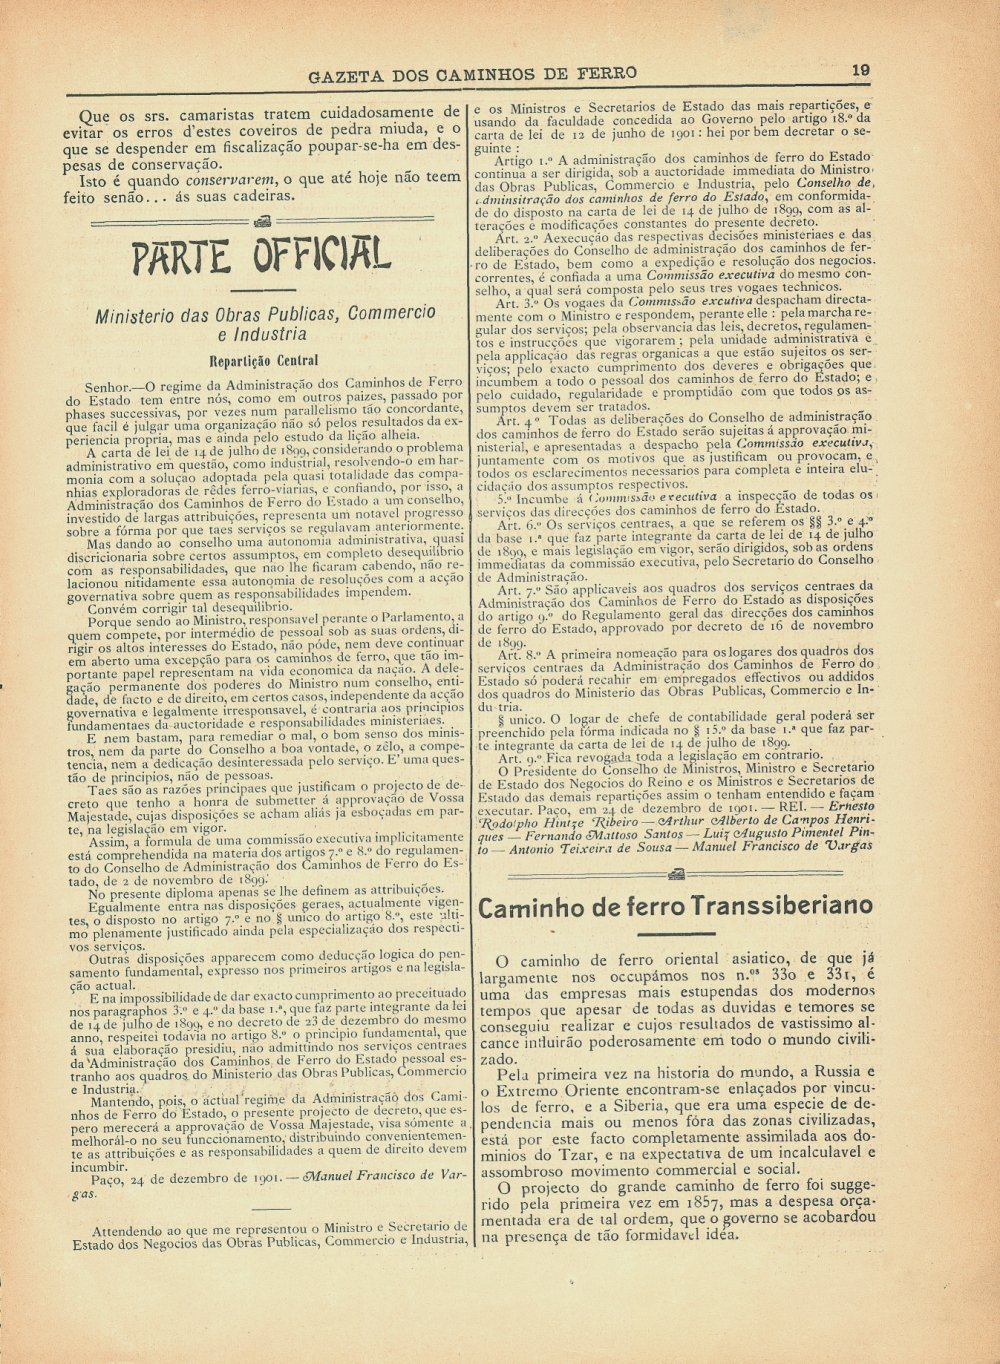 GAZETA DOS CAMINHOS DE FERRO 19
Que os srs. camaristas tratem cuidadosamente de
evitar os erros d'estes coveiros de pedra miuda, e o
que se despender em fiscalização poupar-se-ha em des-
pesas de conservação.
Isto é quando conservarem, o que até hoje não teem
feito senão... ás suas cadeiras.
PARTE OFFICIAL
Ministerio das Obras Publicas, Commercio
e Industria
Repartição Central
Senhor.—O regime da Administração dos Caminhos de Ferro
do Estado tem entre nós, como em outros paizes, passado por
phases successivas, por vezes num parallelismo tão concordante,
que facil é julgar uma organização não só pelos resultados da ex-
periencia propria, mas e ainda pelo estudo da lição alheia.
A carta de lei de 14 de julho de 1899, considerando o problema
administrativo em questão, como industrial, resolvendo-o em har-
monia com a solução adoptada pela quasi totalidade das compa-
nhias exploradoras de rêdes ferro-viarias, e confiando, por isso, a
Administração dos Caminhos de Ferro do Estado a um conselho,
investido de largas attribuições, representa um notavel progresso
sobre a fórma por que taes serviços se regulavam anteriormente.
Mas dando ao conselho uma autonomia administrativa, quasi
discricionaria sobre certos assumptos, em completo desequilibrio
com as responsabilidades, que não lhe ficaram cabendo, não re-
lacionou nitidamente essa autonomia de resoluções com a acção
governativa sobre quem as responsabilidades impendem.
Convém corrigir tal desequilibrio.
Porque sendo ao Ministro, responsavel perante o Parlamento, a
quem compete, por intermédio de pessoal sob as suas ordens, di-
rigir os altos interesses do Estado, não póde, nem deve continuar
em aberto uma excepção para os caminhos de ferro, que tão im-
portante papel representam na vida economica da nação. A dele-
gação permanente dos poderes do Ministro num conselho, enti-
dade, de facto e de direito, em certos casos, independente da acção
governativa e legalmente irresponsavel, é contraria aos principios
fundamentaes da auctoridade e responsabilidades ministeriaes.
E nem bastam, para remediar o mal, o bom senso dos minis-
tros, nem da parte do Conselho a boa vontade, o zêlo, a compe-
tencia, nem a dedicação desinteressada pelo serviço. E' uma ques-
tão de principios, não de pessoas.
Taes são as razões principaes que justificam o projecto de de-
creto que tenho a honra de submetter á approvação de Vossa
Majestade, cujas disposições se acham aliás já esboçadas em par-
te, na legislação em vigor.
Assim, a formula de uma commissão executiva implicitamente
está comprehendida na materia dos artigos 7.º e 8.º do regulamen-
to do Conselho de Administração dos Caminhos de Ferro do Es-
tado, de 2 de novembro de 1899.
No presente diploma apenas se lhe definem as attribuições.
Egualmente entra nas disposições geraes, actualmente vigen-
tes, o disposto no artigo 7.º e no § unico do artigo 8.º, este ulti-
mo plenamente justificado ainda pela especialização dos respecti-
vos serviços.
Outras disposições apparecem como deducção logica do pen-
samento fundamental, expresso nos primeiros artigos e na legisla-
ção actual.
E na impossibilidade de dar exacto cumprimento ao preceituado
nos paragraphos 3.º e 4.º da base 1.ª, que faz parte integrante da lei
de 14 de julho de 1899, e no decreto de 23 de dezembro do mesmo
anno, respeitei todavia no artigo 8.º o principio fundamental, que
á sua elaboração presidiu, não admittindo nos serviços centraes
da Administração dos Caminhos de Ferro do Estado pessoal es-
tranho aos quadros do Ministerio das Obras Publicas, Commercio
e Industria.
Mantendo, pois, o actual regime da Administração dos Cami-
nhos de Ferro do Estado, o presente projecto de decreto, que es-
pero merecerá a approvação de Vossa Majestade, visa sómente a
melhorál-o no seu funccionamento, distribuindo convenientemen-
te as attribuições e as responsabilidades a quem de direito devem
incumbir.
Paço, 24 de dezembro de 1901. — Manuel Francisco de Var-
gas.
Attendendo ao que me representou o Ministro e Secretario de
Estado dos Negocios das Obras Publicas, Commercio e Industria,
e os Ministros e Secretarios de Estado das mais repartições, e
usando da faculdade concedida ao Governo pelo artigo 18.º da
carta de lei de 12 de junho de 1901: hei por bem decretar o se-
guinte :
Artigo 1.º A administração dos caminhos de ferro do Estado
continua a ser dirigida, sob a auctoridade immediata do Ministro
das Obras Publicas, Commercio e Industria, pelo Conselho de
adminsitração dos caminhos de ferro do Estado, em conformida-
de do disposto na carta de lei de 14 de julho de 1899, com as al-
terações e modificações constantes do presente decreto.
Art. 2.º A execução das respectivas decisões ministeriaes e das
deliberações do Conselho de administração dos caminhos de fer-
ro de Estado, bem como a expedição e resolução dos negocios
correntes, é confiada a uma Commissão executiva do mesmo con-
selho, a qual será composta pelo seus tres vogaes technicos.
Art. 3.º Os vogaes da Commissão excutiva despacham directa-
mente com o Ministro e respondem, perante elle : pela marcha re-
gular dos serviços; pela observancia das leis, decretos, regulamen-
tos e instrucções que vigorarem ; pela unidade administrativa e
pela applicação das regras organicas a que estão sujeitos os ser-
viços; pelo exacto cumprimento dos deveres e obrigações que
incumbem a todo o pessoal dos caminhos de ferro do Estado; e
pelo cuidado, regularidade e promptidão com que todos os as-
sumptos devem ser tratados.
Art. 4.º Todas as deliberações do Conselho de administração
dos caminhos de ferro do Estado serão sujeitas á approvação mi-
nisterial, e apresentadas a despacho pela Commissão executiva,
juntamente com os motivos que as justificam ou provocam, e
todos os esclarecimentos necessarios para completa e inteira elu-
cidação dos assumptos respectivos.
5.º Incumbe á Commissão executiva a inspecção de todas os
serviços das direcções dos caminhos de ferro do Estado.
Art. 6.º Os serviços centraes, a que se referem os §§ 3.º e 4.º
da base 1.ª que faz parte integrante da carta de lei de 14 de julho
de 1899, e mais legislação em vigor, serão dirigidos, sob as ordens
immediatas da commissão executiva, pelo Secretario do Conselho
de Administração.
Art. 7.º São applicaveis aos quadros dos serviços centraes da
Administração dos Caminhos de Ferro do Estado as disposições
do artigo 9.º do Regulamento geral das direcções dos caminhos
de ferro do Estado, approvado por decreto de 16 de novembro
de 1899.
Art. 8.º A primeira nomeação para os logares dos quadros dos
serviços centraes da Administração dos Caminhos de Ferro do
Estado só poderá recahir em empregados effectivos ou addidos
dos quadros do Ministerio das Obras Publicas, Commercio e In-
dustria.
§ unico. O logar de chefe de contabilidade geral poderá ser
preenchido pela fórma indicada no § 15.º da base 1.ª que faz par-
te integrante da carta de lei de 14 de julho de 1899.
Art. 9.º Fica revogada toda a legislação em contrario.
O Presidente do Conselho de Ministros, Ministro e Secretario
de Estado dos Negocios do Reino e os Ministros e Secretarios de
Estado das demais repartições assim o tenham entendido e façam
executar. Paço, em 24 de dezembro de 1901. — REI. — Ernesto
Rodolpho Hintze Ribeiro — Arthur Alberto de Campos Henri-
ques — Fernando Mattoso Santos — Luiz Augusto Pimentel Pin-
to — Antonio Teixeira de Sousa — Manuel Francisco de Vargas
Caminho de ferro Transsiberiano
O caminho de ferro oriental asiatico, de que já
largamente nos occupámos nos n.ºˢ 330 e 331, é
uma das empresas mais estupendas dos modernos
tempos que apesar de todas as duvidas e temores se
conseguiu realizar e cujos resultados de vastissimo al-
cance influirão poderosamente em todo o mundo civili-
zado.
Pela primeira vez na historia do mundo, a Russia e
o Extremo Oriente encontram-se enlaçados por vincu-
los de ferro, e a Siberia, que era uma especie de de-
pendencia mais ou menos fóra das zonas civilizadas,
está por este facto completamente assimilada aos do-
minios do Tzar, e na expectativa de um incalculavel e
assombroso movimento commercial e social.
O projecto do grande caminho de ferro foi sugge-
rido pela primeira vez em 1857, mas a despesa orça-
mentada era de tal ordem, que o governo se acobardou
na presença de tão formidavel idéa.